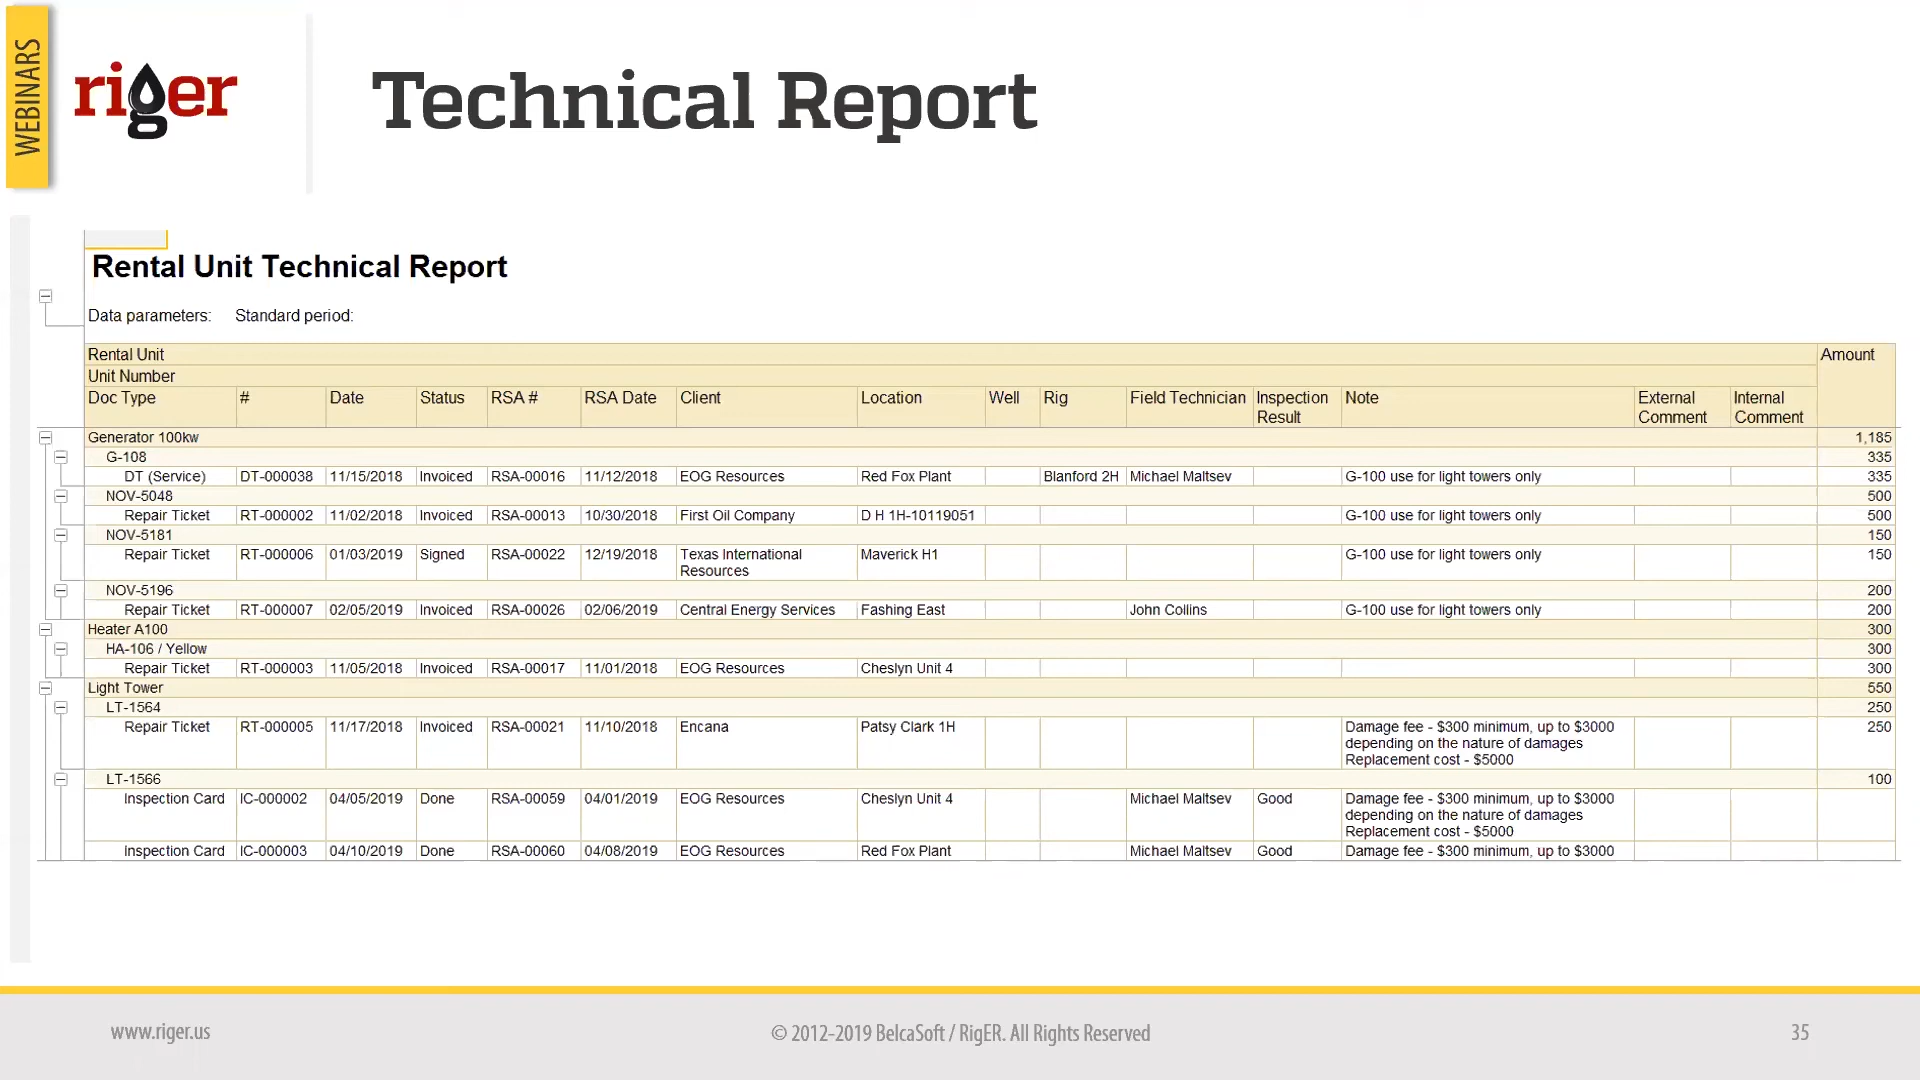 WEBINARS
riger
Technical Report
Rental Unit Technical Report
Data parameters: Standard period:
Rental Unit Amount
Unit Number
Doc Type # Date Status RSA # RSA Date Client Location Well Rig Field Technician Inspection Result Note External Comment Internal Comment
Generator 100kw 1,185
G-108 335
DT (Service) DT-000038 11/15/2018 Invoiced RSA-00016 11/12/2018 EOG Resources Red Fox Plant Blanford 2H Michael Maltsev G-100 use for light towers only 335
NOV-5048 500
Repair Ticket RT-000002 11/02/2018 Invoiced RSA-00013 10/30/2018 First Oil Company D H 1H-10119051 G-100 use for light towers only 500
NOV-5181 150
Repair Ticket RT-000006 01/03/2019 Signed RSA-00022 12/19/2018 Texas International Maverick H1 G-100 use for light towers only 150
Resources
NOV-5196 200
Repair Ticket RT-000007 02/05/2019 Invoiced RSA-00026 02/06/2019 Central Energy Services Fashing East John Collins G-100 use for light towers only 200
Heater A100 300
HA-106 / Yellow 300
Repair Ticket RT-000003 11/05/2018 Invoiced RSA-00017 11/01/2018 EOG Resources Cheslyn Unit 4 300
Light Tower 550
LT-1564 250
Repair Ticket RT-000005 11/17/2018 Invoiced RSA-00021 11/10/2018 Encana Patsy Clark 1H Damage fee - $300 minimum, up to $3000 250
depending on the nature of damages
Replacement cost - $5000
LT-1566 100
Inspection Card IC-000002 04/05/2019 Done RSA-00059 04/01/2019 EOG Resources Cheslyn Unit 4 Michael Maltsev Good Damage fee - $300 minimum, up to $3000
depending on the nature of damages
Replacement cost - $5000
Inspection Card IC-000003 04/10/2019 Done RSA-00060 04/08/2019 EOG Resources Red Fox Plant Michael Maltsev Good Damage fee - $300 minimum, up to $3000
www.riger.us © 2012-2019 BelcaSoft / RigER. All Rights Reserved 35